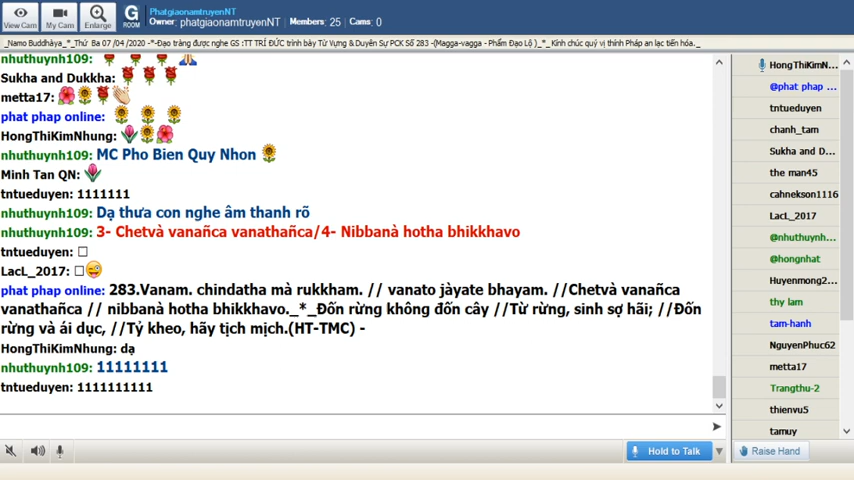 View Cam
My Cam
Enlarge
G
ROOM
PhatgiaonamtruyenNT
Owner: phatgiaonamtruyenNT | Members: 25 | Cams: 0
_Namo Buddhàya_*_Thứ Ba 07 /04 /2020 -*-Đạo tràng được nghe GS :TT TRÍ ĐỨC trình bày Từ Vựng & Duyên Sự PCK Số 283 -(Magga-vagga - Phẩm Đạo Lộ )_*_ Kính chúc quý vị thính Pháp an lạc tiến hóa._
nhuthuynh109:
Sukha and Dukkha:
metta17:
phat phap online:
HongThiKimNhung:
nhuthuynh109: MC Pho Bien Quy Nhon
Minh Tan QN:
tntueduyen: 1111111
nhuthuynh109: Dạ thưa con nghe âm thanh rõ
nhuthuynh109: 3- Chetvà vanañca vanathañca/4- Nibbanà hotha bhikkhavo
tntueduyen:
LacL_2017:
phat phap online: 283.Vanam. chindatha mà rukkham. // vanato jàyate bhayam. //Chetvà vanañca
vanathañca // nibbanà hotha bhikkhavo._*_Đốn rừng không đốn cây //Từ rừng, sinh sợ hãi; //Đốn
rừng và ái dục, //Tỷ kheo, hãy tịch mịch.(HT-TMC) -
HongThiKimNhung: dạ
nhuthuynh109: 11111111
tntueduyen: 1111111111
HongThiKimN...
@phat phap ...
tntueduyen
chanh_tam
Sukha and D...
the man45
cahnekson1116
LacL_2017
@nhuthuynh...
@hongnhat
Huyenmong2...
thy lam
tam-hanh
NguyenPhuc62
metta17
Trangthu-2
thienvu5
tamuy
Hold to Talk
Raise Hand